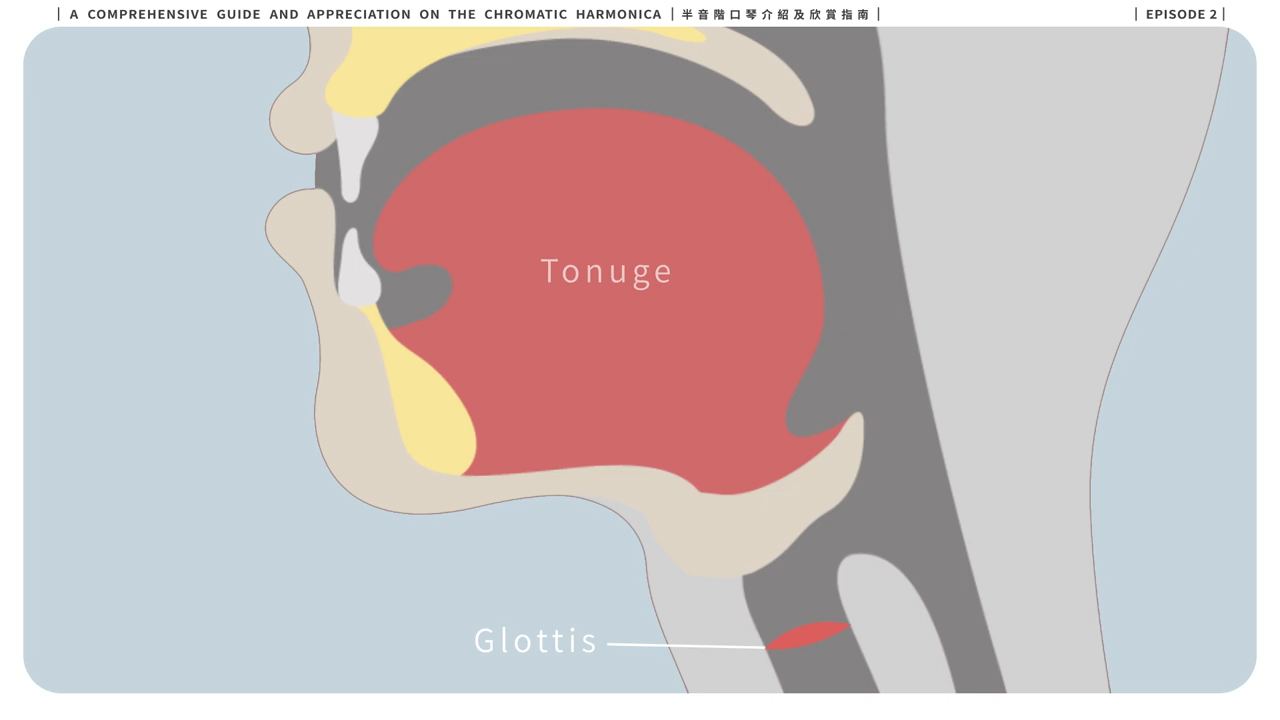 | A COMPREHENSIVE GUIDE AND APPRECIATION ON THE CHROMATIC HARMONICA | 半音階口琴介紹及欣賞指南 | | EPISODE 2 |
Tonuge
Glottis